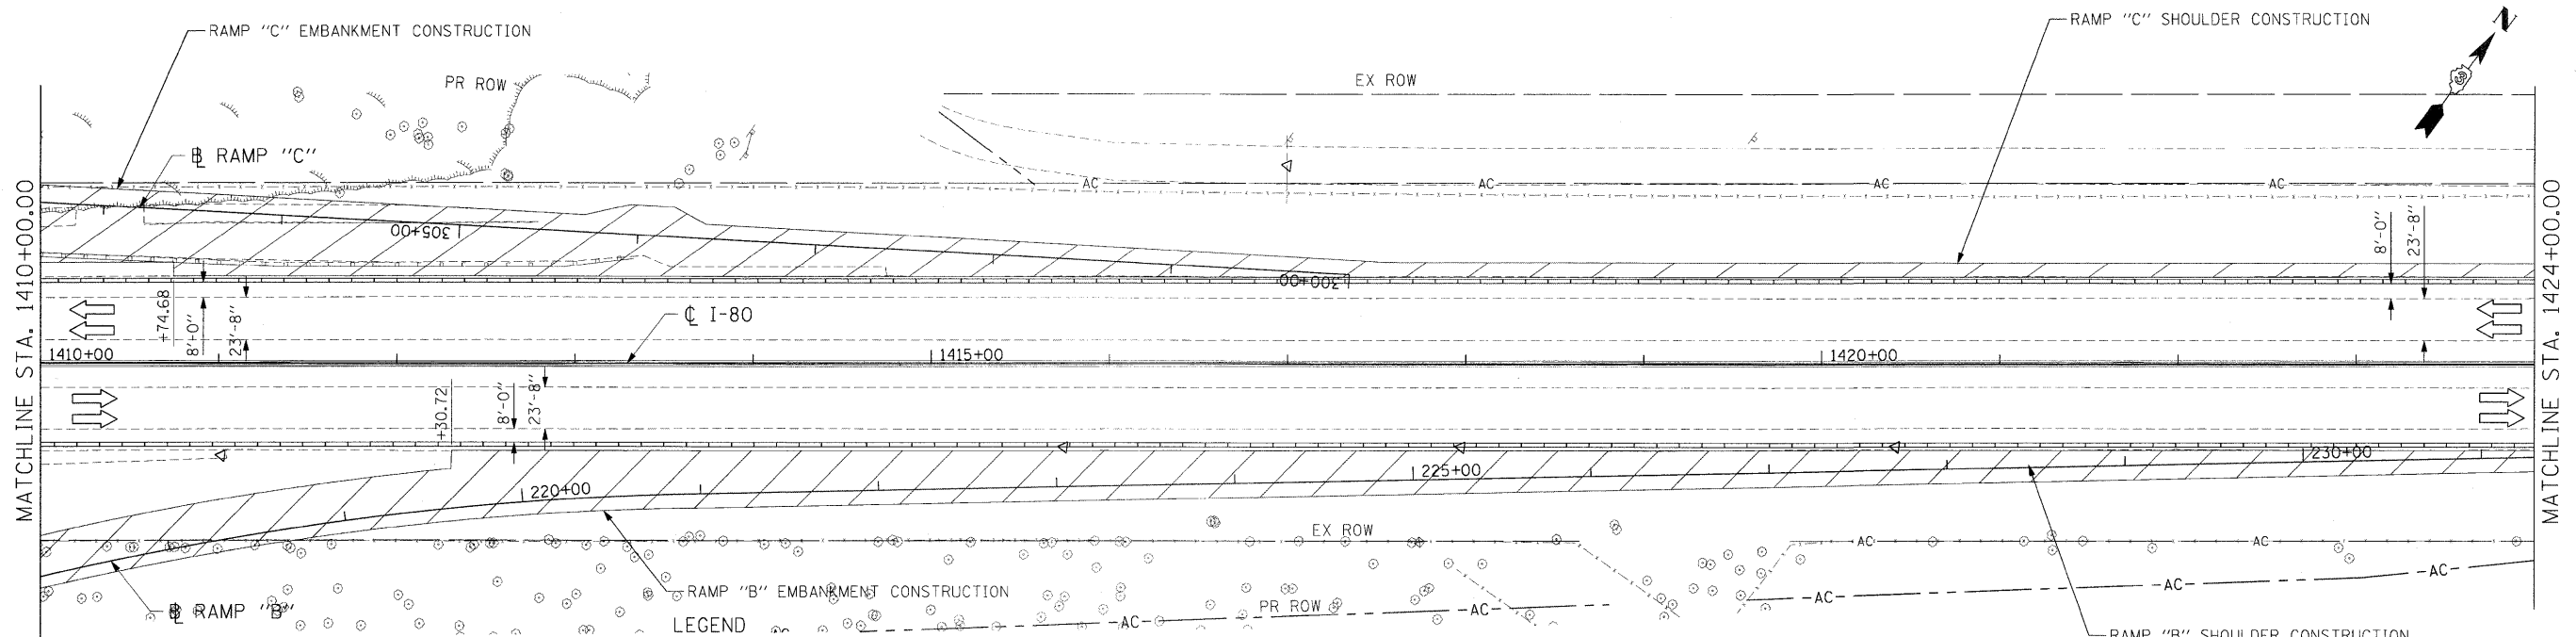 RAMP "C" EMBANKMENT CONSTRUCTION
RAMP "C" SHOULDER CONSTRUCTION
N
PR ROW
EX ROW
℄ RAMP "C"
AC
AC
AC
AC
305+00
300+00
8'-0"
23'-8"
+74.68
8'-0"
23'-8"
℄ I-80
1410+00
1415+00
1420+00
MATCHLINE STA. 1410+00.00
MATCHLINE STA. 1424+00.00
+30.72
8'-0"
23'-8"
220+00
225+00
230+00
EX ROW
AC
AC
RAMP "B" EMBANKMENT CONSTRUCTION
℄ RAMP "B"
PR ROW
AC
AC
AC
AC
AC
LEGEND
RAMP "B" SHOULDER CONSTRUCTION